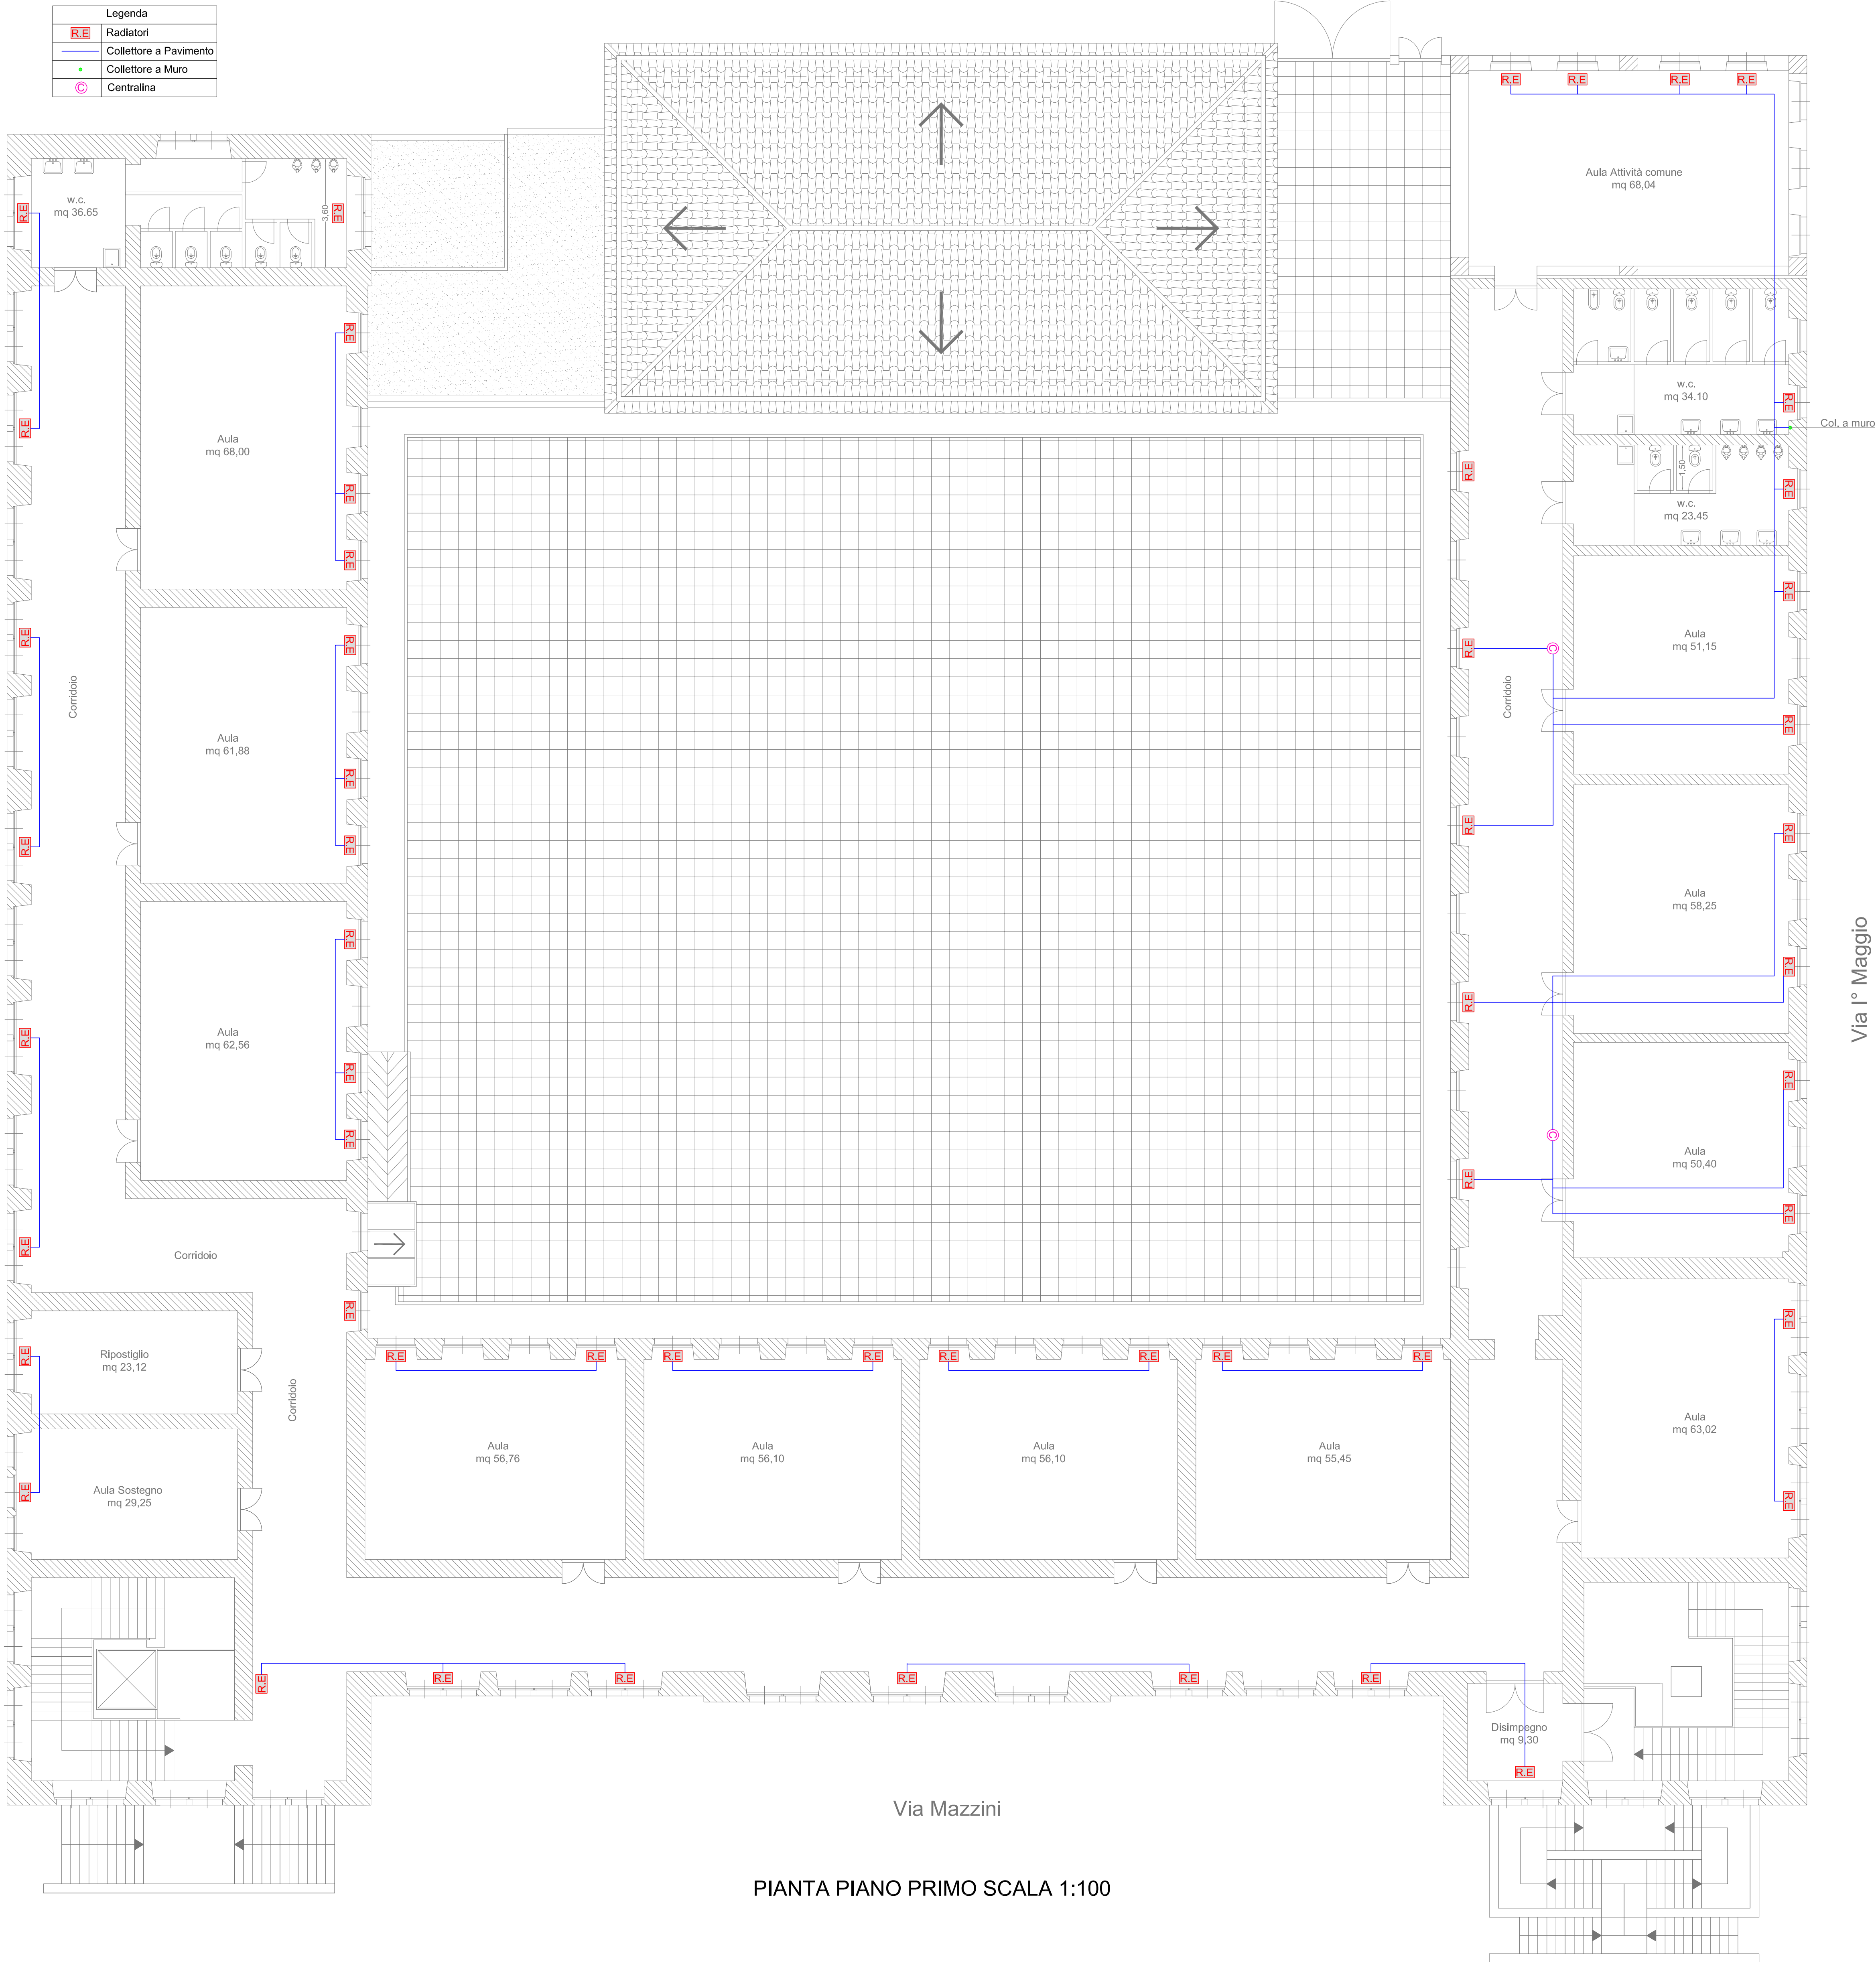 Legenda
R.E Radiatori
Collettore a Pavimento
Collettore a Muro
C Centralina
R.E R.E R.E R.E
Aula Attività comune
mq 68,04
w.c.
mq 36.65
3,60
R.E
R.E
R.E
R.E
Aula
mq 68,00
R.E
R.E
w.c.
mq 34.10
R.E
Col. a muro
R.E
1,50
w.c.
mq 23.45
R.E
R.E
Aula
mq 51,15
R.E
C
R.E
Corridoio
R.E
R.E
Corridoio
Aula
mq 61,88
R.E
R.E
R.E
R.E
R.E
Aula
mq 58,25
R.E
R.E
R.E
Via I° Maggio
Aula
mq 62,56
R.E
R.E
R.E
R.E
R.E
C
Aula
mq 50,40
R.E
R.E
R.E
Corridoio
R.E
R.E
Ripostiglio
mq 23,12
R.E
Corridoio
Aula Sostegno
mq 29,25
R.E
R.E R.E R.E R.E R.E R.E R.E R.E
Aula
mq 56,76
Aula
mq 56,10
Aula
mq 56,10
Aula
mq 55,45
R.E
Aula
mq 63,02
R.E
R.E R.E R.E R.E R.E R.E
Disimpegno
mq 9,30
R.E
Via Mazzini
PIANTA PIANO PRIMO SCALA 1:100